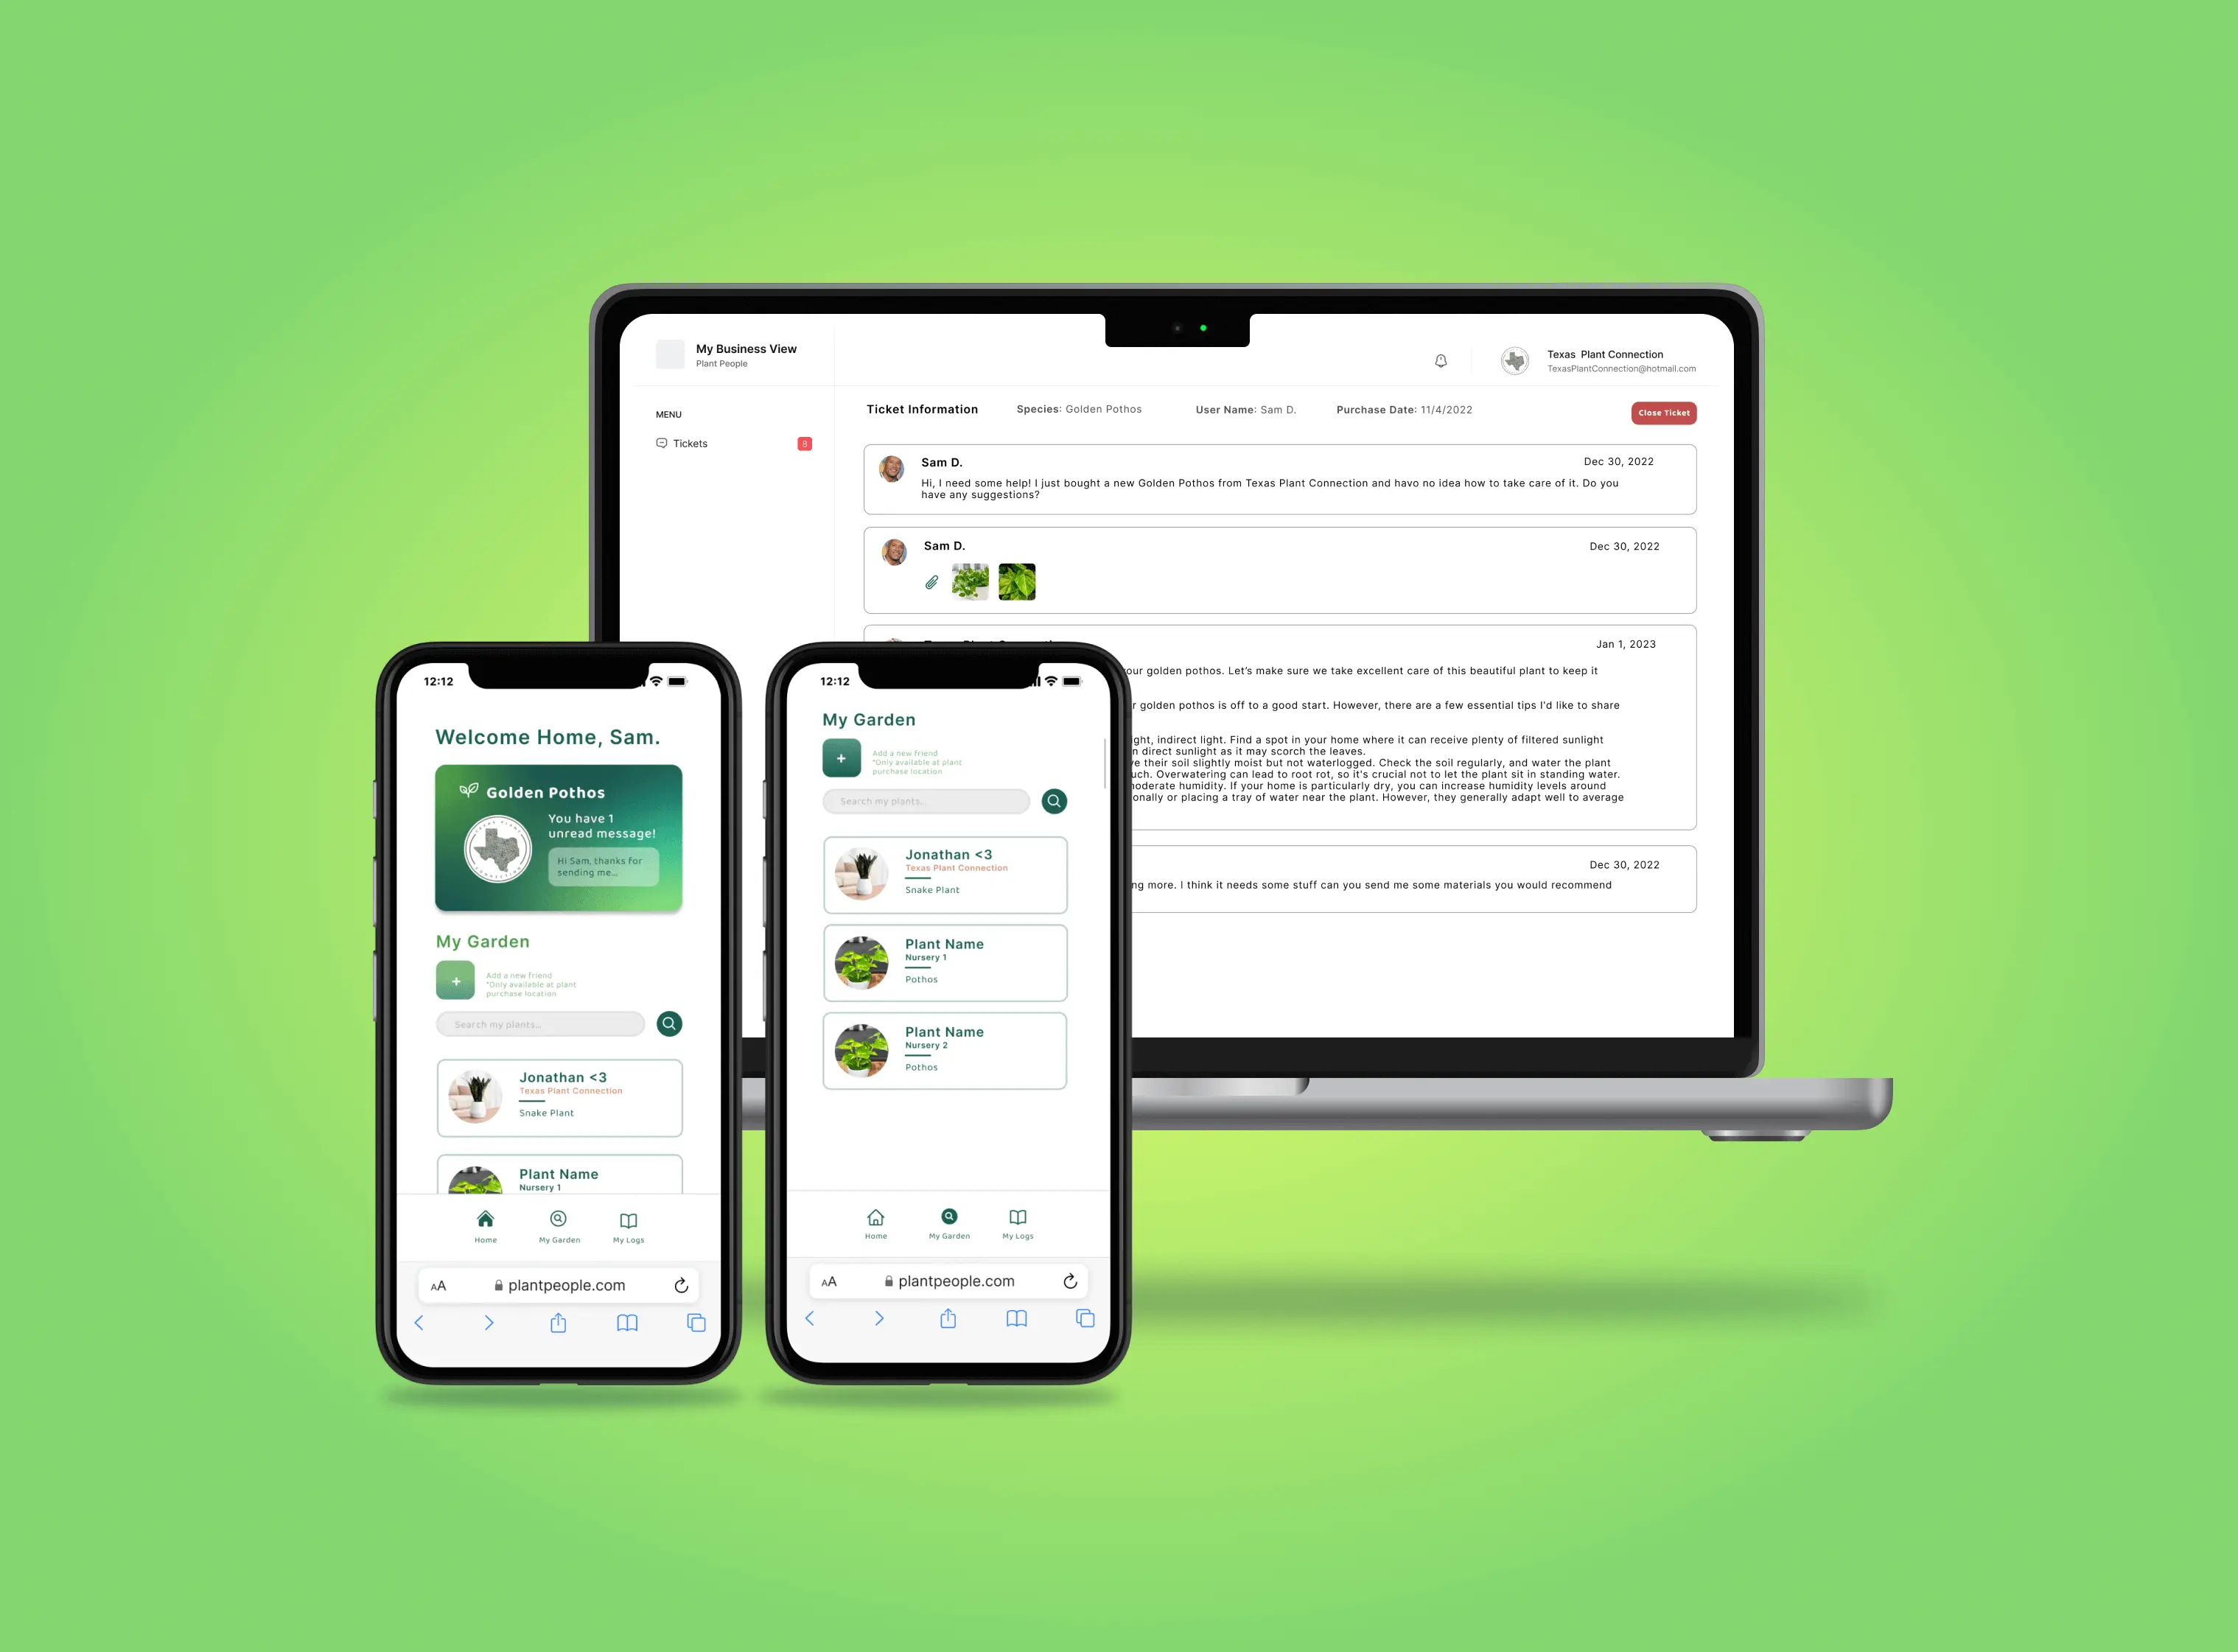 My Business View
Plant People
Texas  Plant Connection
TexasPlantConnection@hotmail.com
MENU
Tickets
8
Ticket Information
Species: Golden Pothos
User Name: Sam D.
Purchase Date: 11/4/2022
Close Ticket
Sam D.
Dec 30, 2022
Hi, I need some help! I just bought a new Golden Pothos from Texas Plant Connection and havo no idea how to take care of it. Do you
have any suggestions?
Sam D.
Dec 30, 2022
Jan 1, 2023
our golden pothos. Let's make sure we take excellent care of this beautiful plant to keep it
golden pothos is off to a good start. However, there are a few essential tips I'd like to share
ight, indirect light. Find a spot in your home where it can receive plenty of filtered sunlight
n direct sunlight as it may scorch the leaves.
ve their soil slightly moist but not waterlogged. Check the soil regularly, and water the plant
uch. Overwatering can lead to root rot, so it's crucial not to let the plant sit in standing water.
moderate humidity. If your home is particularly dry, you can increase humidity levels around
onally or placing a tray of water near the plant. However, they generally adapt well to average
Dec 30, 2022
ng more. I think it needs some stuff can you send me some materials you would recommend
12:12
Welcome Home, Sam.
Golden Pothos
TEXAS PLANT
CONNECTION
You have 1
unread message!
Hi Sam, thanks for
sending me...
My Garden
+
Add a new friend
*Only available at plant
purchase location
Search my plants...
Jonathan <3
Texas Plant Connection
Snake Plant
Plant Name
Nursery 1
Home
My Garden
My Logs
AA
plantpeople.com
12:12
My Garden
+
Add a new friend
*Only available at plant
purchase location
Search my plants...
Jonathan <3
Texas Plant Connection
Snake Plant
Plant Name
Nursery 1
Pothos
Plant Name
Nursery 2
Pothos
Home
My Garden
My Logs
AA
plantpeople.com